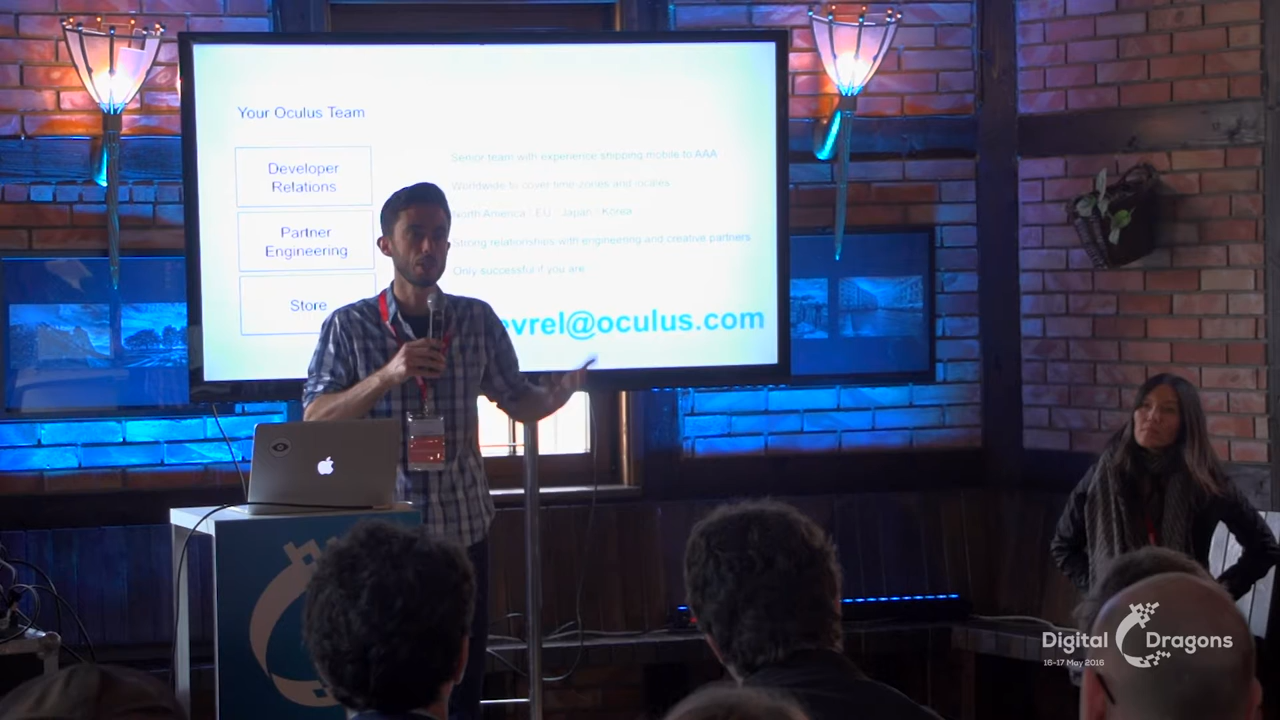 Your Oculus Team
Developer
Relations
Partner
Engineering
Store
Senior team with experience shipping mobile to AAA
Worldwide to cover time zones and locales
North America | EU | Japan | Korea
Strong relationships with engineering and creative partners
Only successful if you are
evrel@oculus.com
Digital Dragons
16-17 May 2016